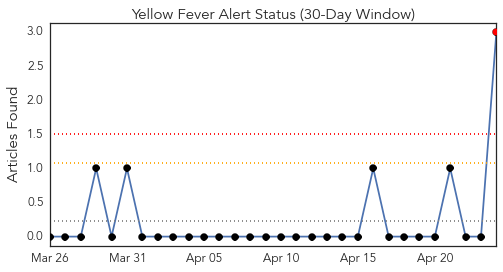 Yellow Fever Alert Status (30-Day Window)
Articles Found
3.0
2.5
2.0
1.5
1.0
0.5
0.0
Mar 26 Mar 31 Apr 05 Apr 10 Apr 15 Apr 20